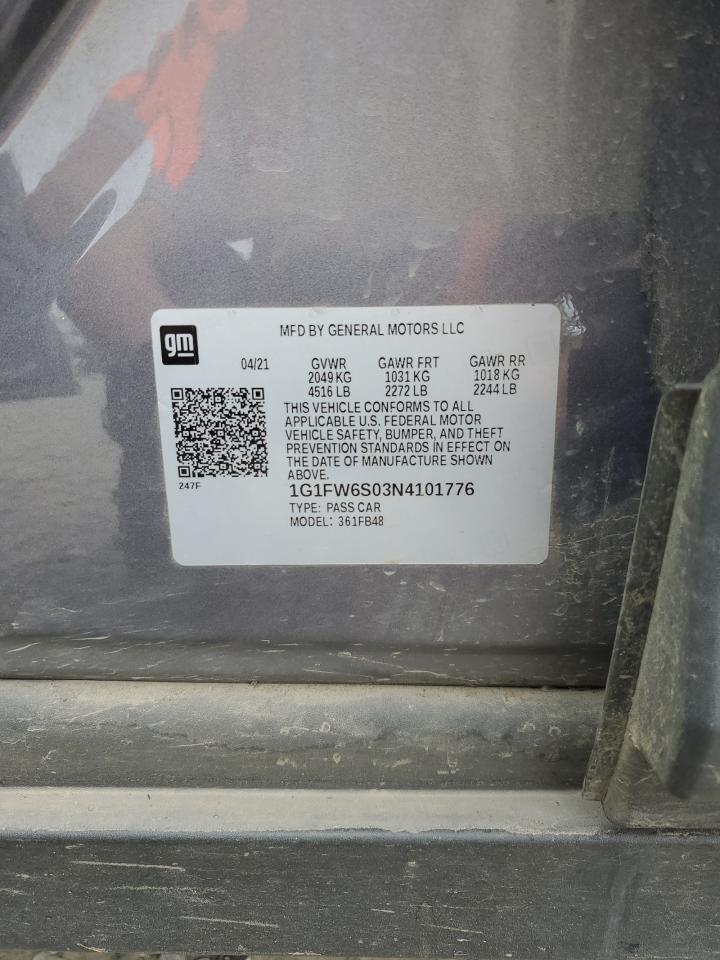 gm
MFD BY GENERAL MOTORS LLC
04/21 GVWR GAWR FRT GAWR RR
2049 KG 1031 KG 1018 KG
4516 LB 2272 LB 2244 LB
THIS VEHICLE CONFORMS TO ALL
APPLICABLE U.S. FEDERAL MOTOR
VEHICLE SAFETY, BUMPER, AND THEFT
PREVENTION STANDARDS IN EFFECT ON
THE DATE OF MANUFACTURE SHOWN
ABOVE.
247F
1G1FW6S03N4101776
TYPE: PASS CAR
MODEL: 361FB48